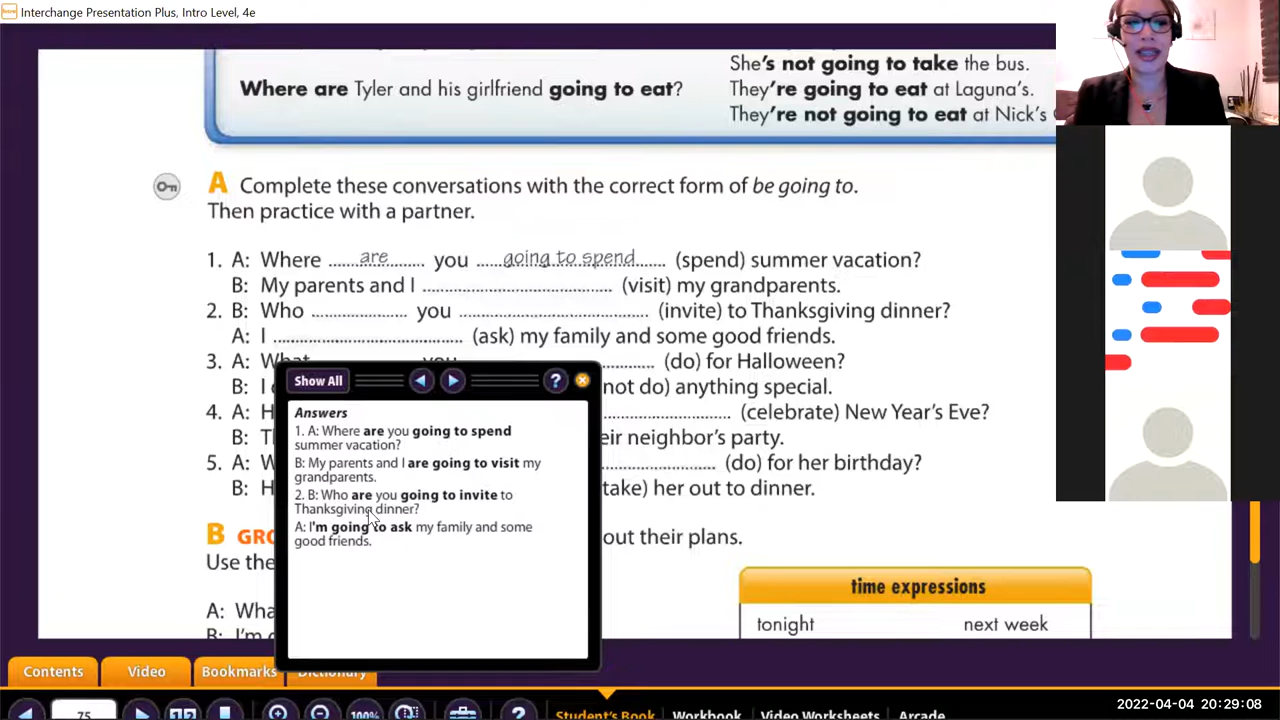 Interchange Presentation Plus, Intro Level, 4e
She's not going to take the bus.
Where are Tyler and his girlfriend going to eat?
They're going to eat at Laguna's.
They're not going to eat at Nick's
A Complete these conversations with the correct form of be going to.
Then practice with a partner.
1. A: Where ...are... you ...going to spend... (spend) summer vacation?
B: My parents and I ................ (visit) my grandparents.
2. B: Who ................ you ................ (invite) to Thanksgiving dinner?
A: I ................ (ask) my family and some good friends.
3. A: What ................ you ................ (do) for Halloween?
B: I not do) anything special.
4. A: H ................ (celebrate) New Year's Eve?
B: Th eir neighbor's party.
5. A: W ................ (do) for her birthday?
B: H take) her out to dinner.
Show All
?
Answers
1. A: Where are you going to spend
summer vacation?
B: My parents and I are going to visit my
grandparents.
2. B: Who are you going to invite to
Thanksgiving dinner?
A: I'm going to ask my family and some
good friends.
B GRO out their plans.
Use the
A: Wha
B: I'm
time expressions
tonight next week
Contents Video Bookmarks Dictionary
75 100% ? Student's Book Workbook Video Worksheets Arcade
2022-04-04 20:29:08